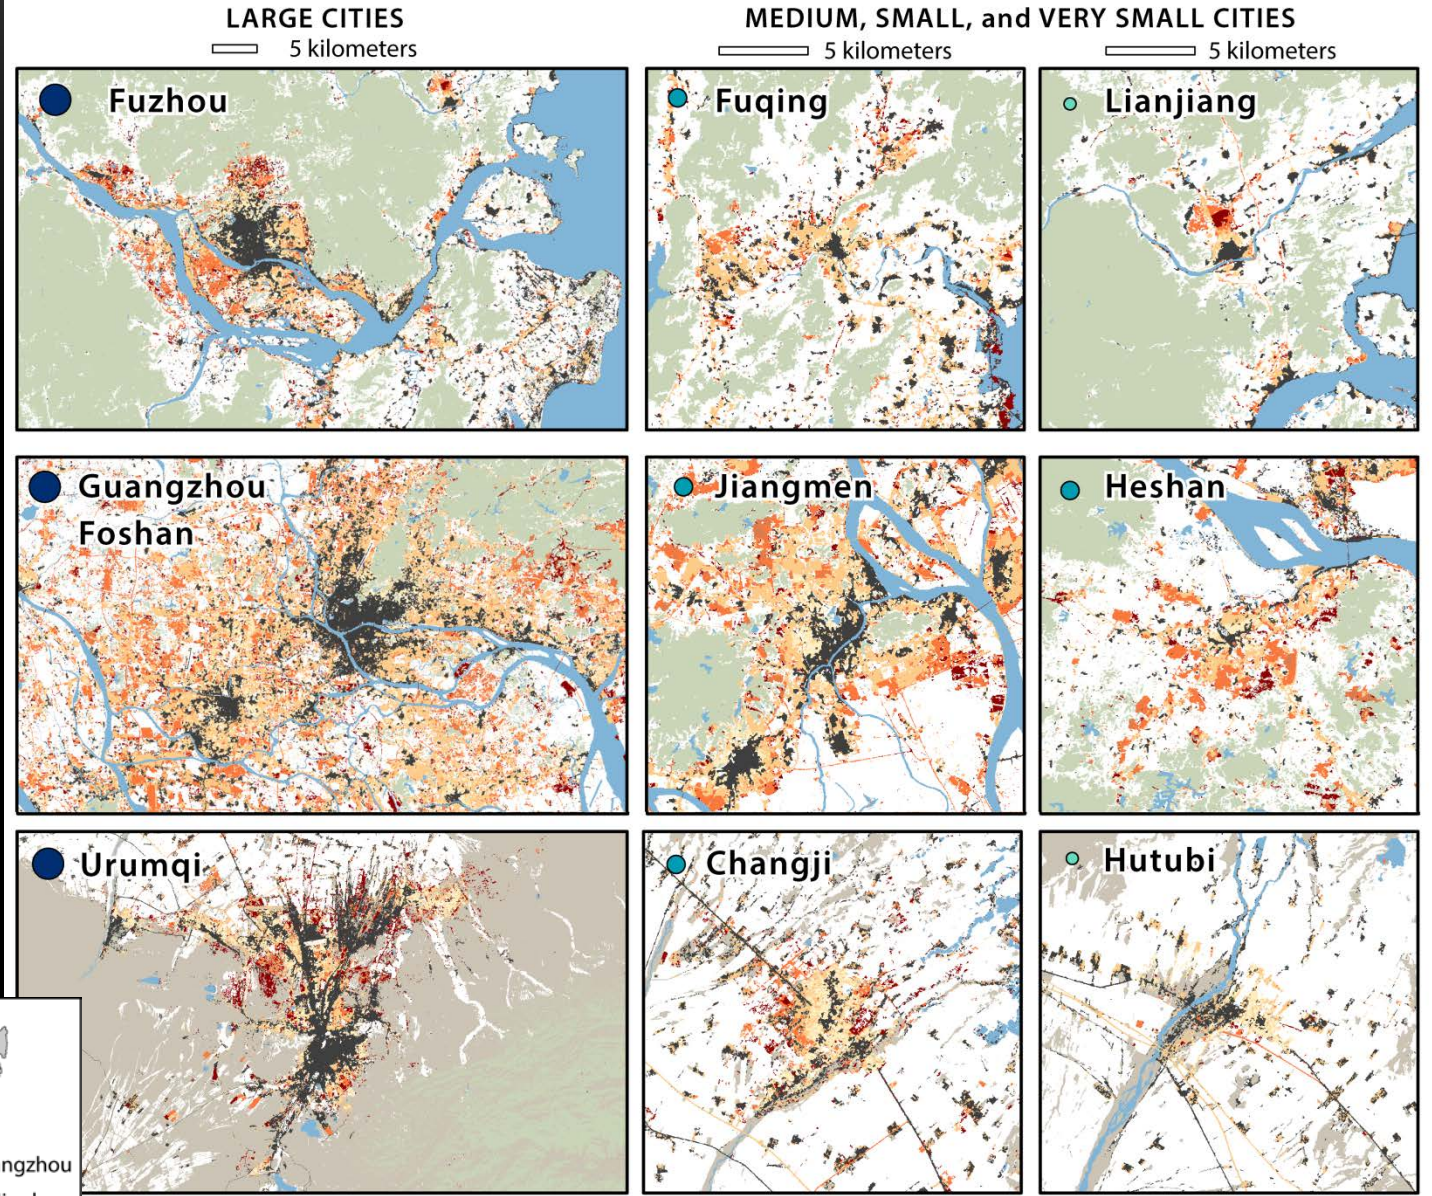 LARGE CITIES
MEDIUM, SMALL, and VERY SMALL CITIES
5 kilometers
5 kilometers
5 kilometers
Fuzhou
Fuqing
Lianjiang
Guangzhou
Foshan
Jiangmen
Heshan
Urumqi
Changji
Hutubi
ngzhou